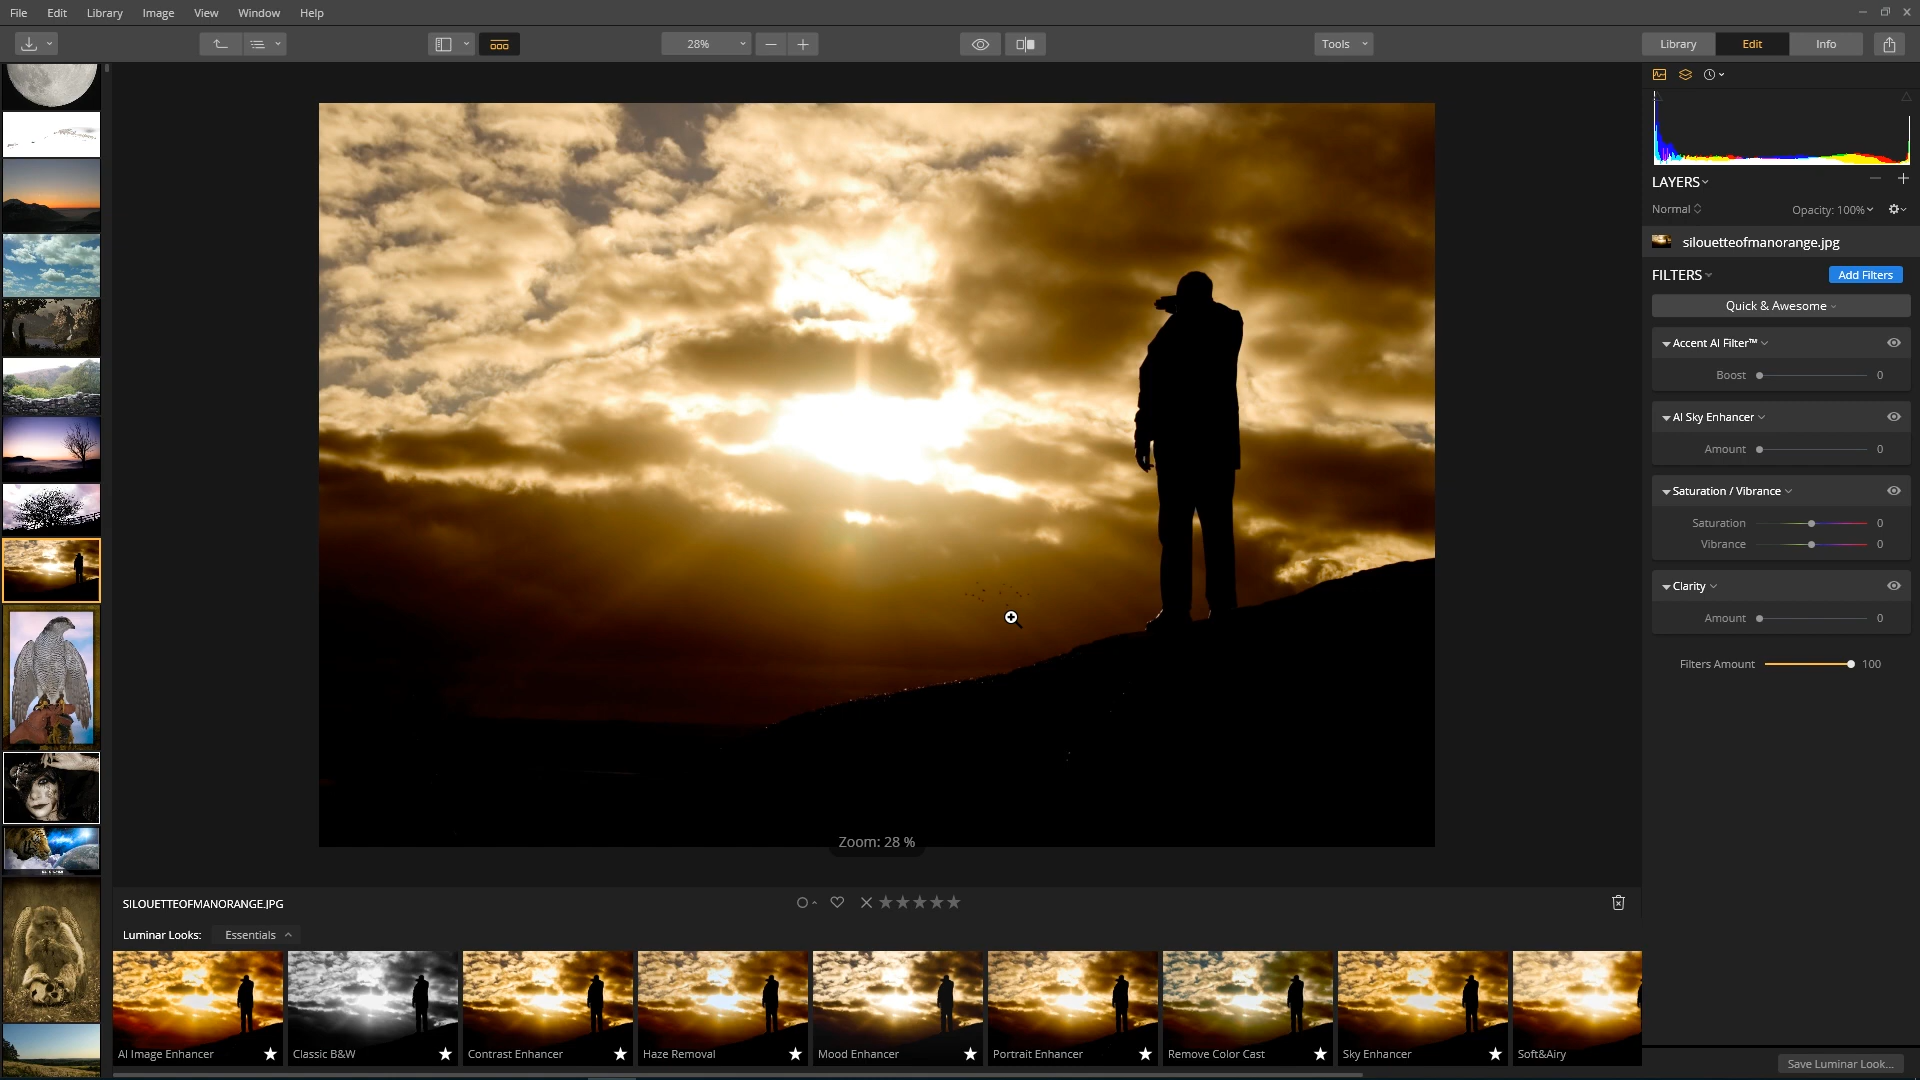 File Edit Library Image View Window Help
28% Tools Library Edit Info
LAYERS
Normal Opacity: 100%
silouetteofmanorange.jpg
FILTERS Add Filters
Quick & Awesome
Accent AI Filter™
Boost 0
AI Sky Enhancer
Amount 0
Saturation / Vibrance
Saturation 0
Vibrance 0
Clarity
Amount 0
Filters Amount 100
Zoom: 28 %
SILOUETTEOFMANORANGE.JPG
Luminar Looks: Essentials
AI Image Enhancer Classic B&W Contrast Enhancer Haze Removal Mood Enhancer Portrait Enhancer Remove Color Cast Sky Enhancer Soft&Airy
Save Luminar Look...